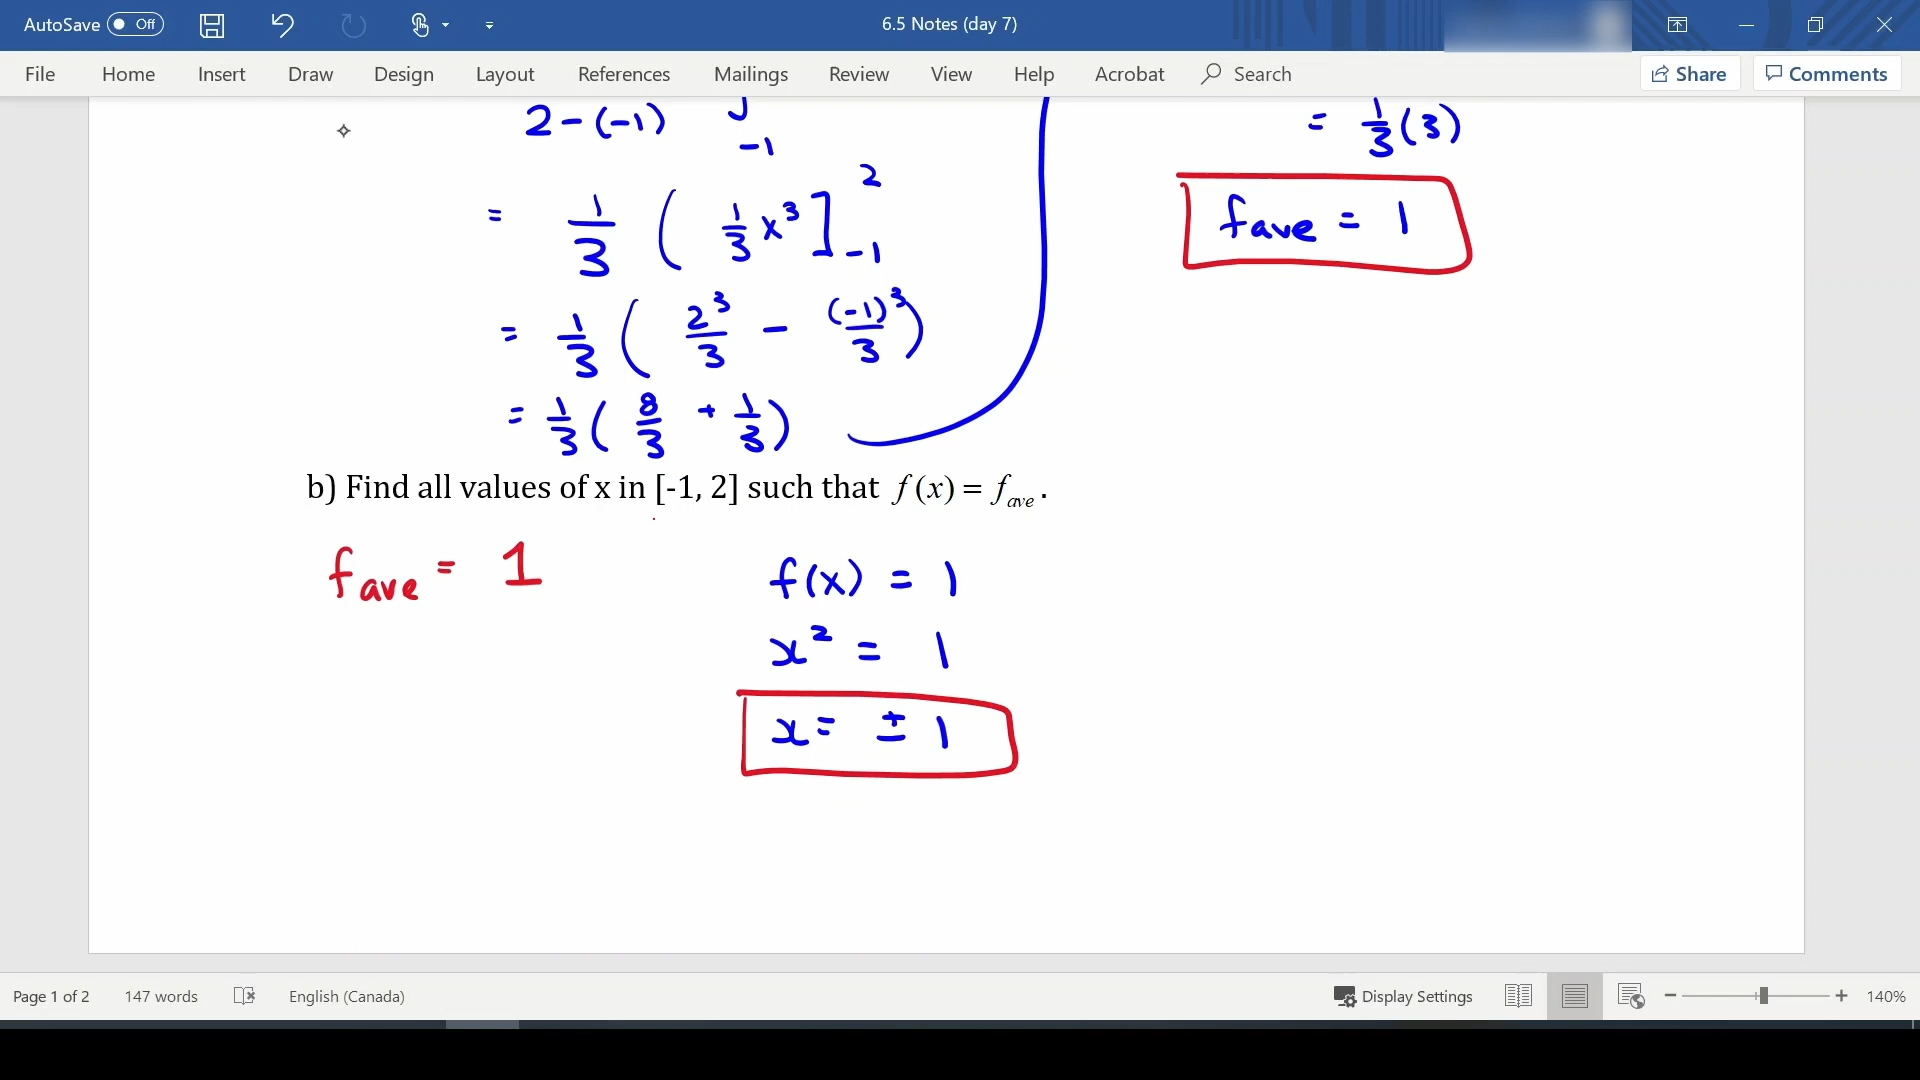 AutoSave Off 6.5 Notes (day 7)
File Home Insert Draw Design Layout References Mailings Review View Help Acrobat Search Share Comments
2 - (-1) ∫ -1
= 1/3 ( 1/3 x³ ] 2 -1
= 1/3 ( 2³/3 - (-1)³/3 )
= 1/3 ( 8/3 + 1/3 )
= 1/3 (3)
fave = 1
b) Find all values of x in [-1, 2] such that f(x) = fave.
fave = 1
f(x) = 1
x² = 1
x = ± 1
Page 1 of 2 147 words English (Canada) Display Settings 140%